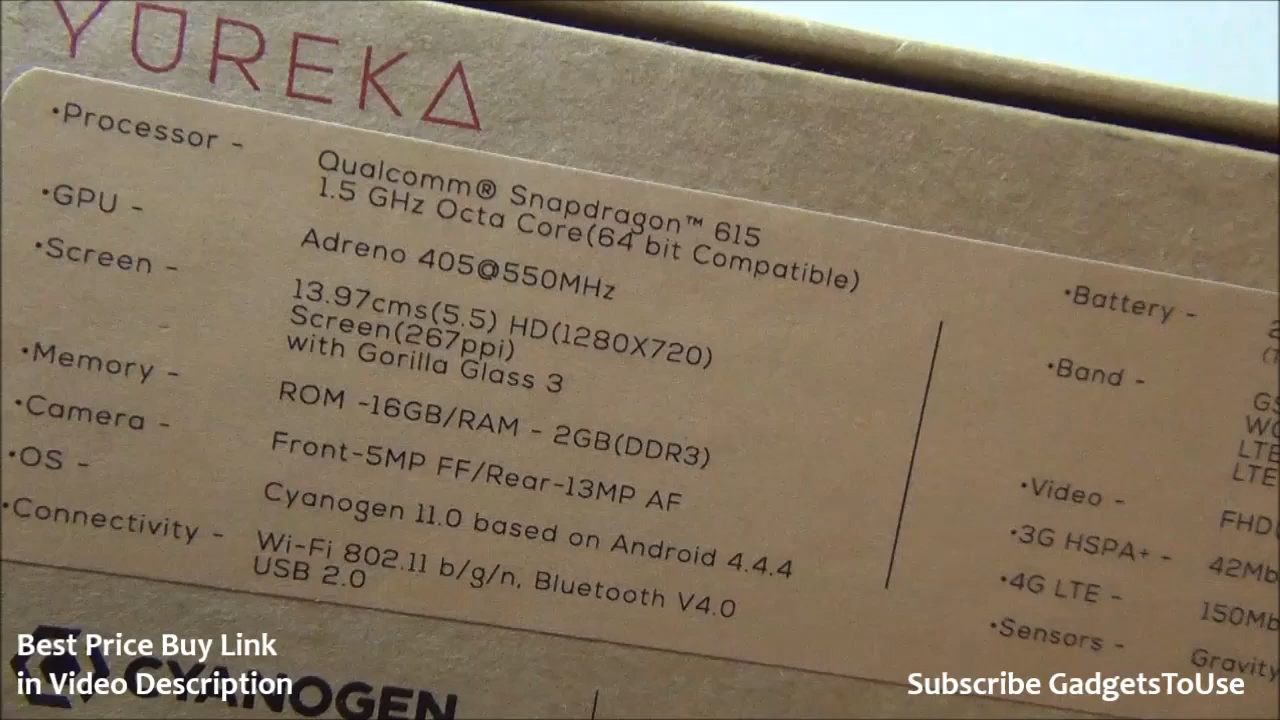 YUREKA
•Processor -
Qualcomm® Snapdragon™ 615
1.5 GHz Octa Core(64 bit Compatible)
•GPU -
Adreno 405@550MHz
•Screen -
13.97cms(5.5) HD(1280X720)
Screen(267ppi)
with Gorilla Glass 3
•Memory -
ROM -16GB/RAM - 2GB(DDR3)
•Camera -
Front-5MP FF/Rear-13MP AF
•OS -
Cyanogen 11.0 based on Android 4.4.4
•Connectivity -
Wi-Fi 802.11 b/g/n, Bluetooth V4.0
USB 2.0
•Battery -
•Band -
LTE
LTE
•Video -
FHD
•3G HSPA+ -
42Mb
•4G LTE -
150Mb
•Sensors -
Gravity
CYANOGEN
Best Price Buy Link
in Video Description
Subscribe GadgetsToUse